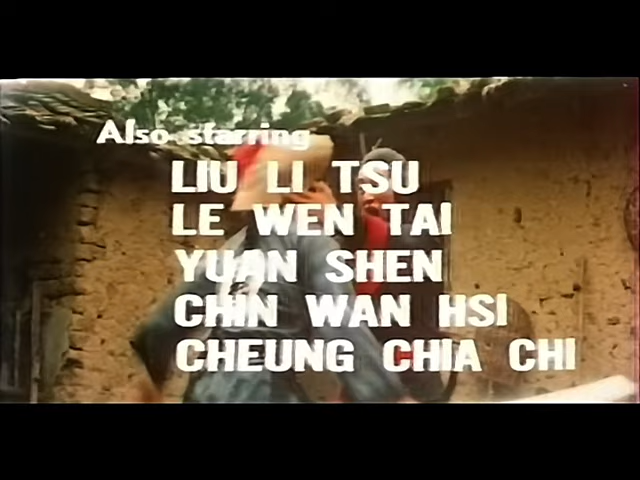 Also starring
LIU LI TSU
LE WEN TAI
YUAN SHEN
CHIN WAN HSI
CHEUNG CHIA CHI